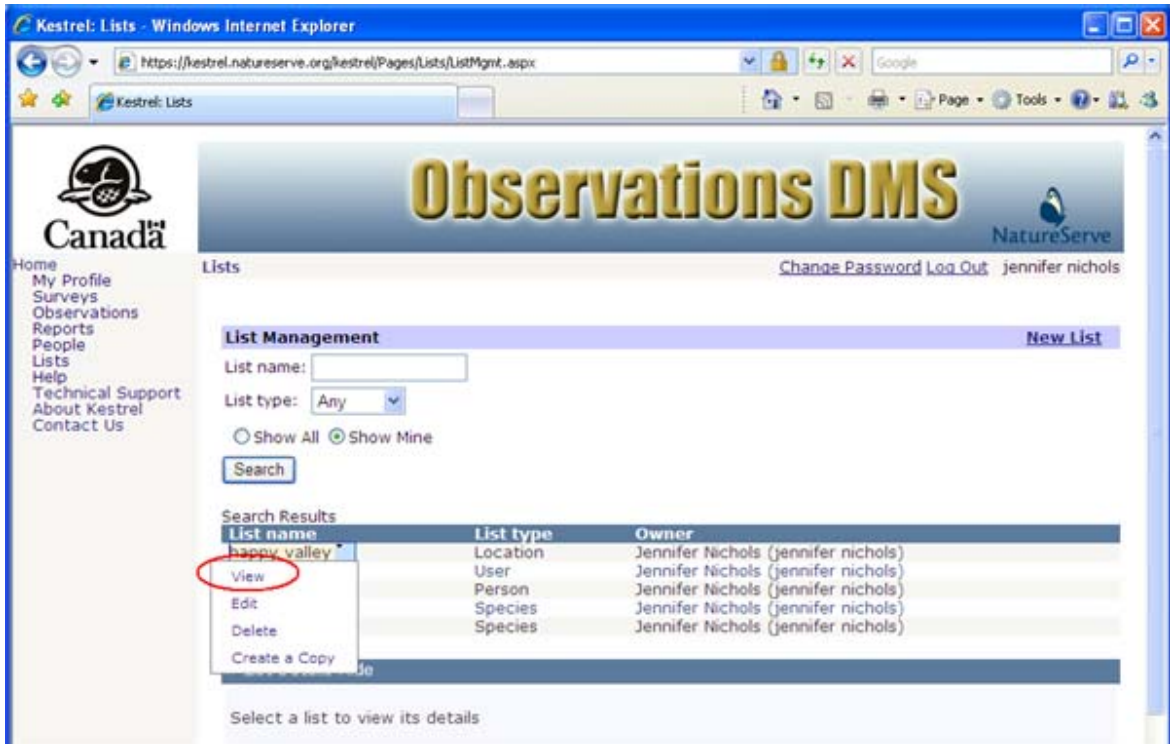 Kestrel: Lists - Windows Internet Explorer
https://kestrel.natureserve.org/kestrel/Pages/Lists/ListMgmt.aspx
Google
Kestrel: Lists
Page
Tools
Canada
Observations DMS
NatureServe
Home
My Profile
Surveys
Observations
Reports
People
Lists
Help
Technical Support
About Kestrel
Contact Us
Lists
Change Password Log Out jennifer nichols
List Management
New List
List name:
List type: Any
Show All Show Mine
Search
Search Results
List name List type Owner
happy valley Location Jennifer Nichols (jennifer nichols)
User Jennifer Nichols (jennifer nichols)
Person Jennifer Nichols (jennifer nichols)
Species Jennifer Nichols (jennifer nichols)
Species Jennifer Nichols (jennifer nichols)
View
Edit
Delete
Create a Copy
Select a list to view its details